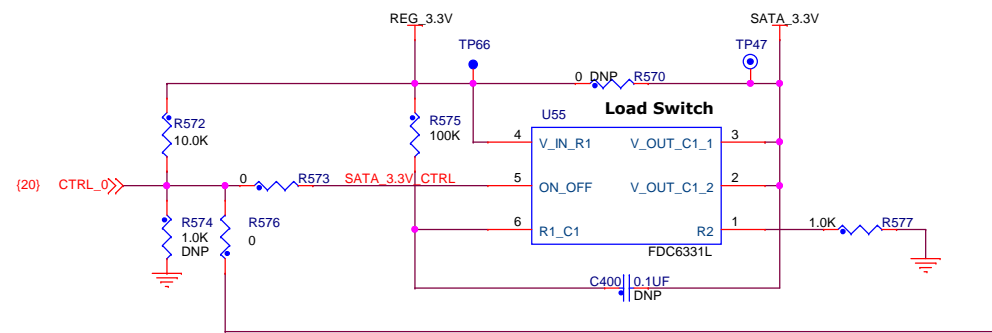 REG_3.3V
SATA_3.3V
TP66
TP47
0 DNP R570
Load Switch
R572
10.0K
R575
100K
U55
4 V_IN_R1 V_OUT_C1_1 3
{20} CTRL_0 0 R573 SATA_3.3V_CTRL 5 ON_OFF V_OUT_C1_2 2
R574
1.0K
DNP
R576
0
6 R1_C1 R2 1 1.0K R577
FDC6331L
C400 0.1UF
DNP